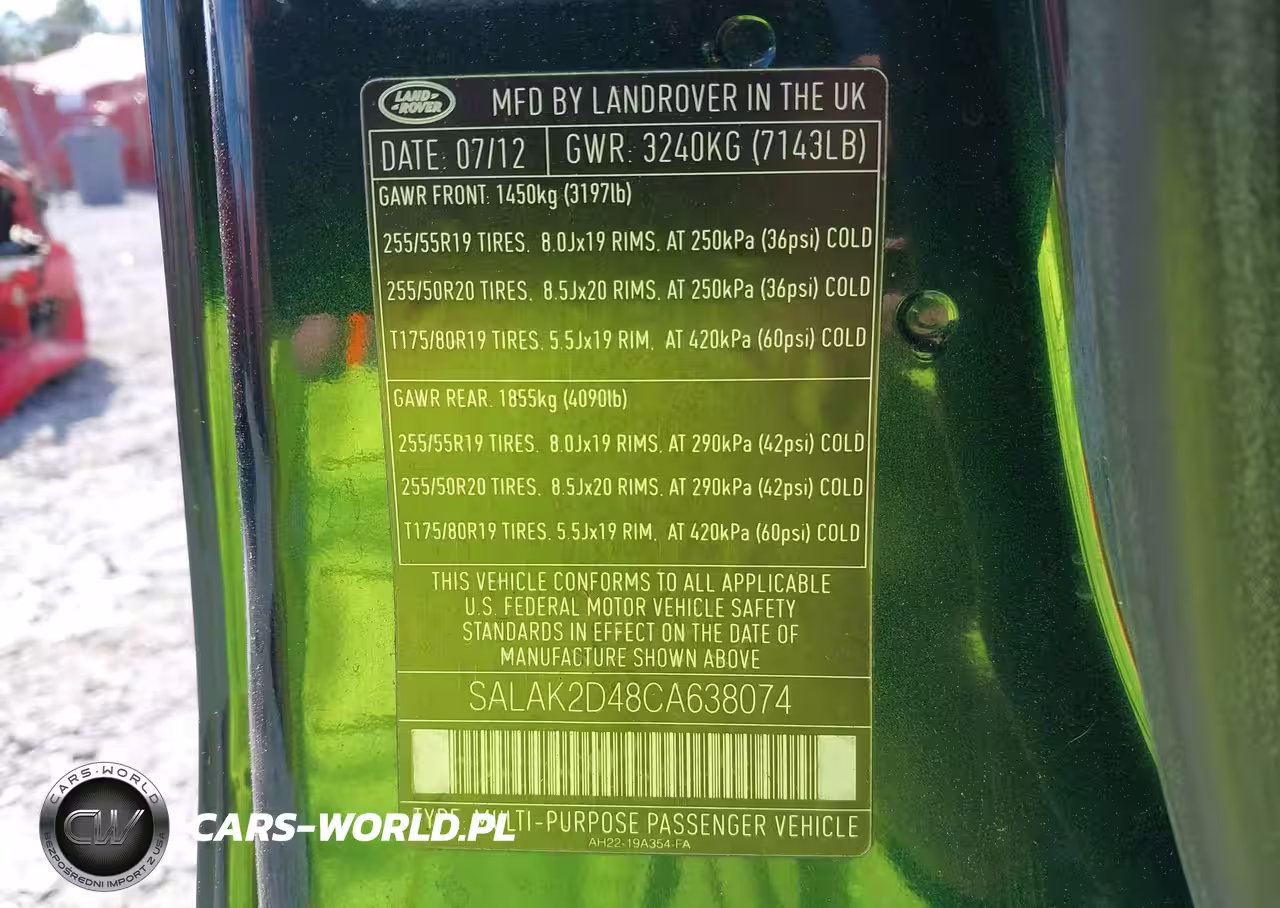 LAND-
-ROVER
MFD BY LANDROVER IN THE UK
DATE: 07/12 GWR: 3240KG (7143LB)
GAWR FRONT: 1450kg (3197lb)
255/55R19 TIRES. 8.0Jx19 RIMS. AT 250kPa (36psi) COLD
255/50R20 TIRES. 8.5Jx20 RIMS. AT 250kPa (36psi) COLD
T175/80R19 TIRES. 5.5Jx19 RIM. AT 420kPa (60psi) COLD
GAWR REAR: 1855kg (4090lb)
255/55R19 TIRES. 8.0Jx19 RIMS. AT 290kPa (42psi) COLD
255/50R20 TIRES. 8.5Jx20 RIMS. AT 290kPa (42psi) COLD
T175/80R19 TIRES. 5.5Jx19 RIM. AT 420kPa (60psi) COLD
THIS VEHICLE CONFORMS TO ALL APPLICABLE
U.S. FEDERAL MOTOR VEHICLE SAFETY
STANDARDS IN EFFECT ON THE DATE OF
MANUFACTURE SHOWN ABOVE
SALAK2D48CA638074
TYPE: MULTI-PURPOSE PASSENGER VEHICLE
AH22-19A354-FA
CARS-WORLD
CW
BEZPOŚREDNI IMPORT Z USA
CARS-WORLD.PL